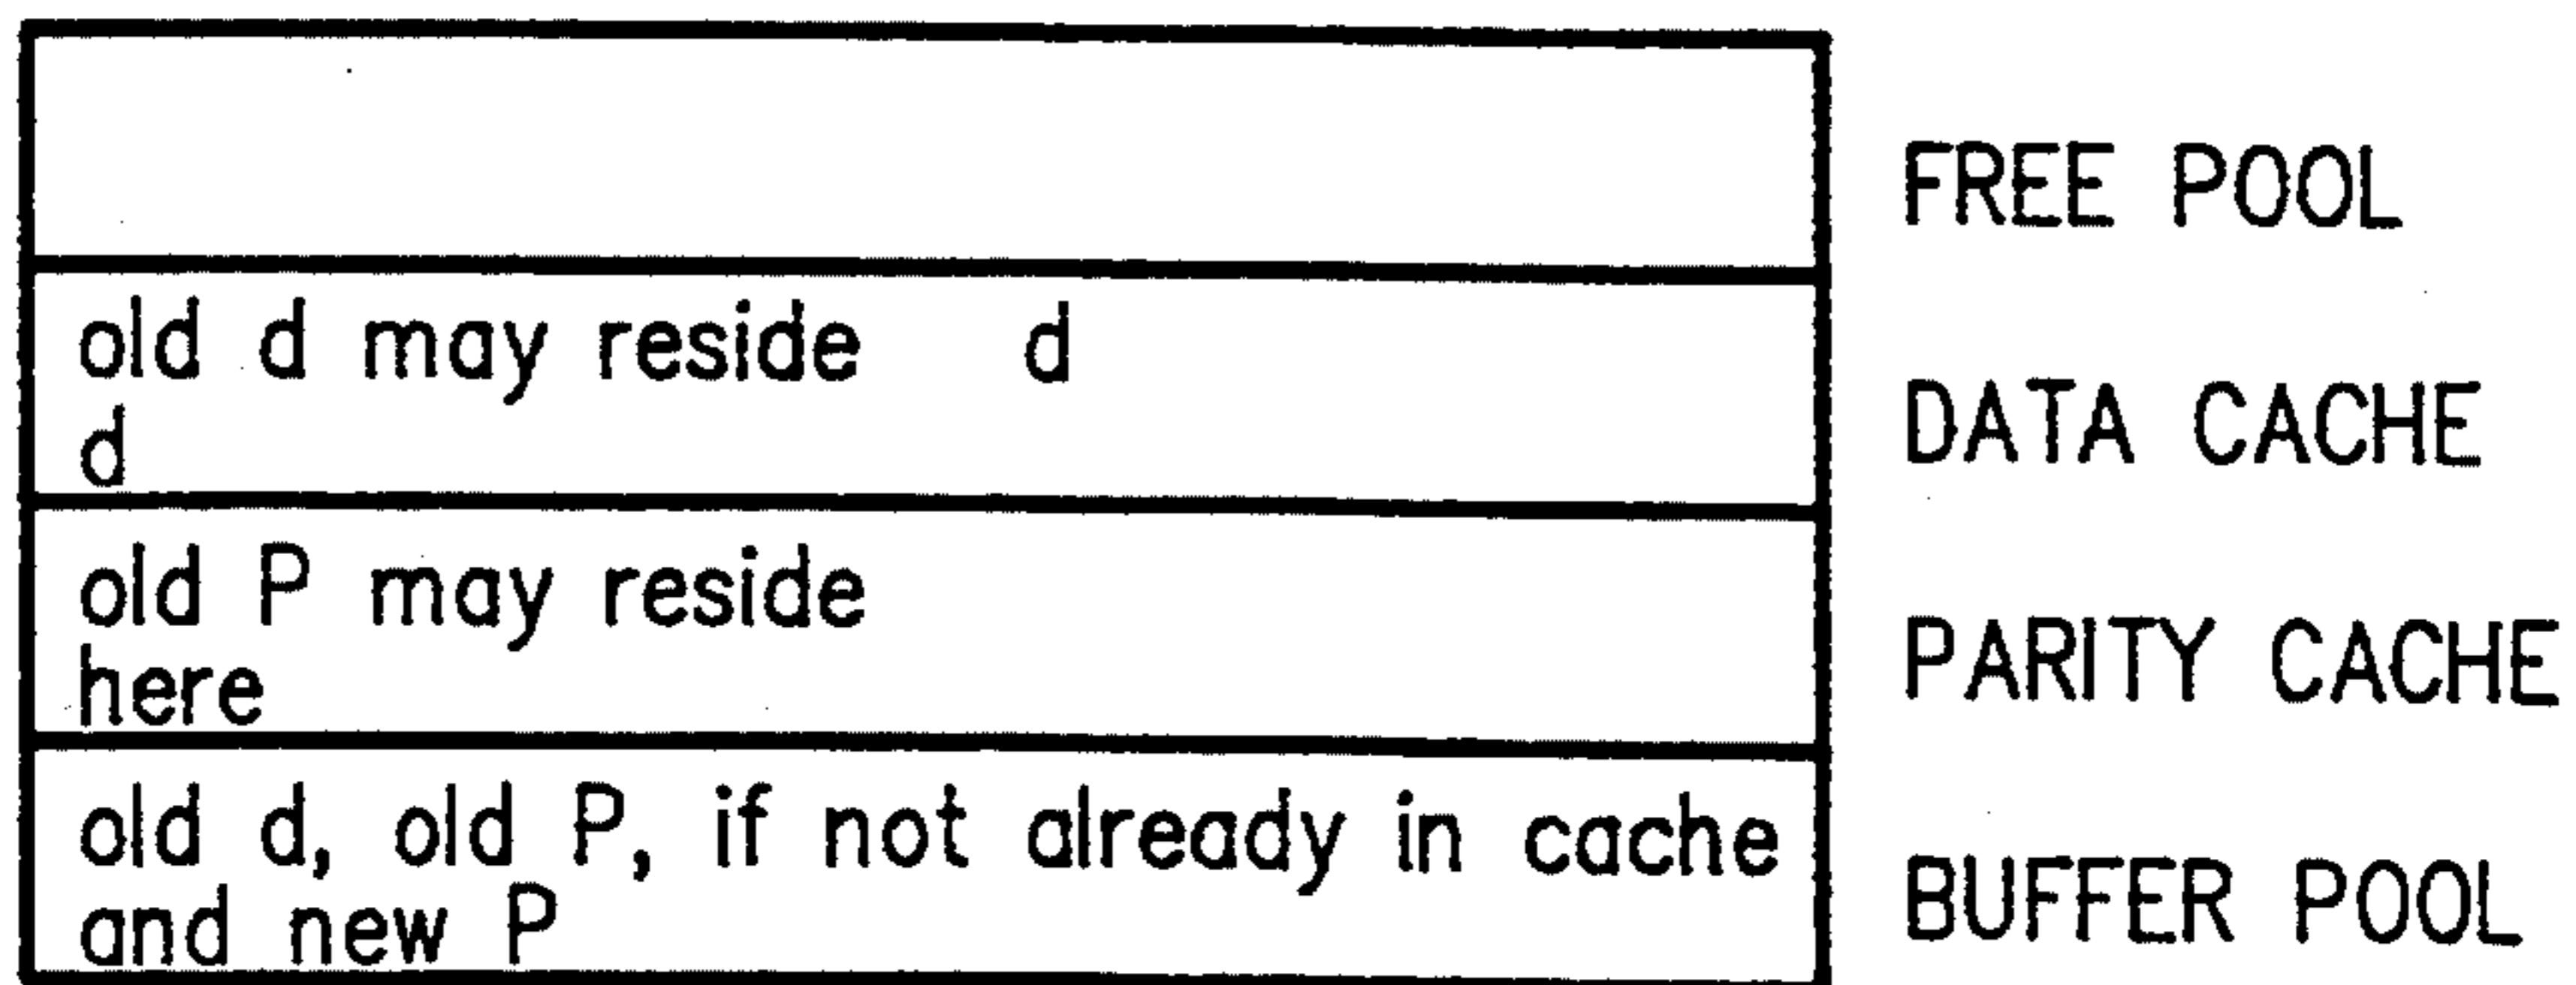 FREE POOL
old d may reside d
d
DATA CACHE
old P may reside
here
PARITY CACHE
old d, old P, if not already in cache
and new P
BUFFER POOL